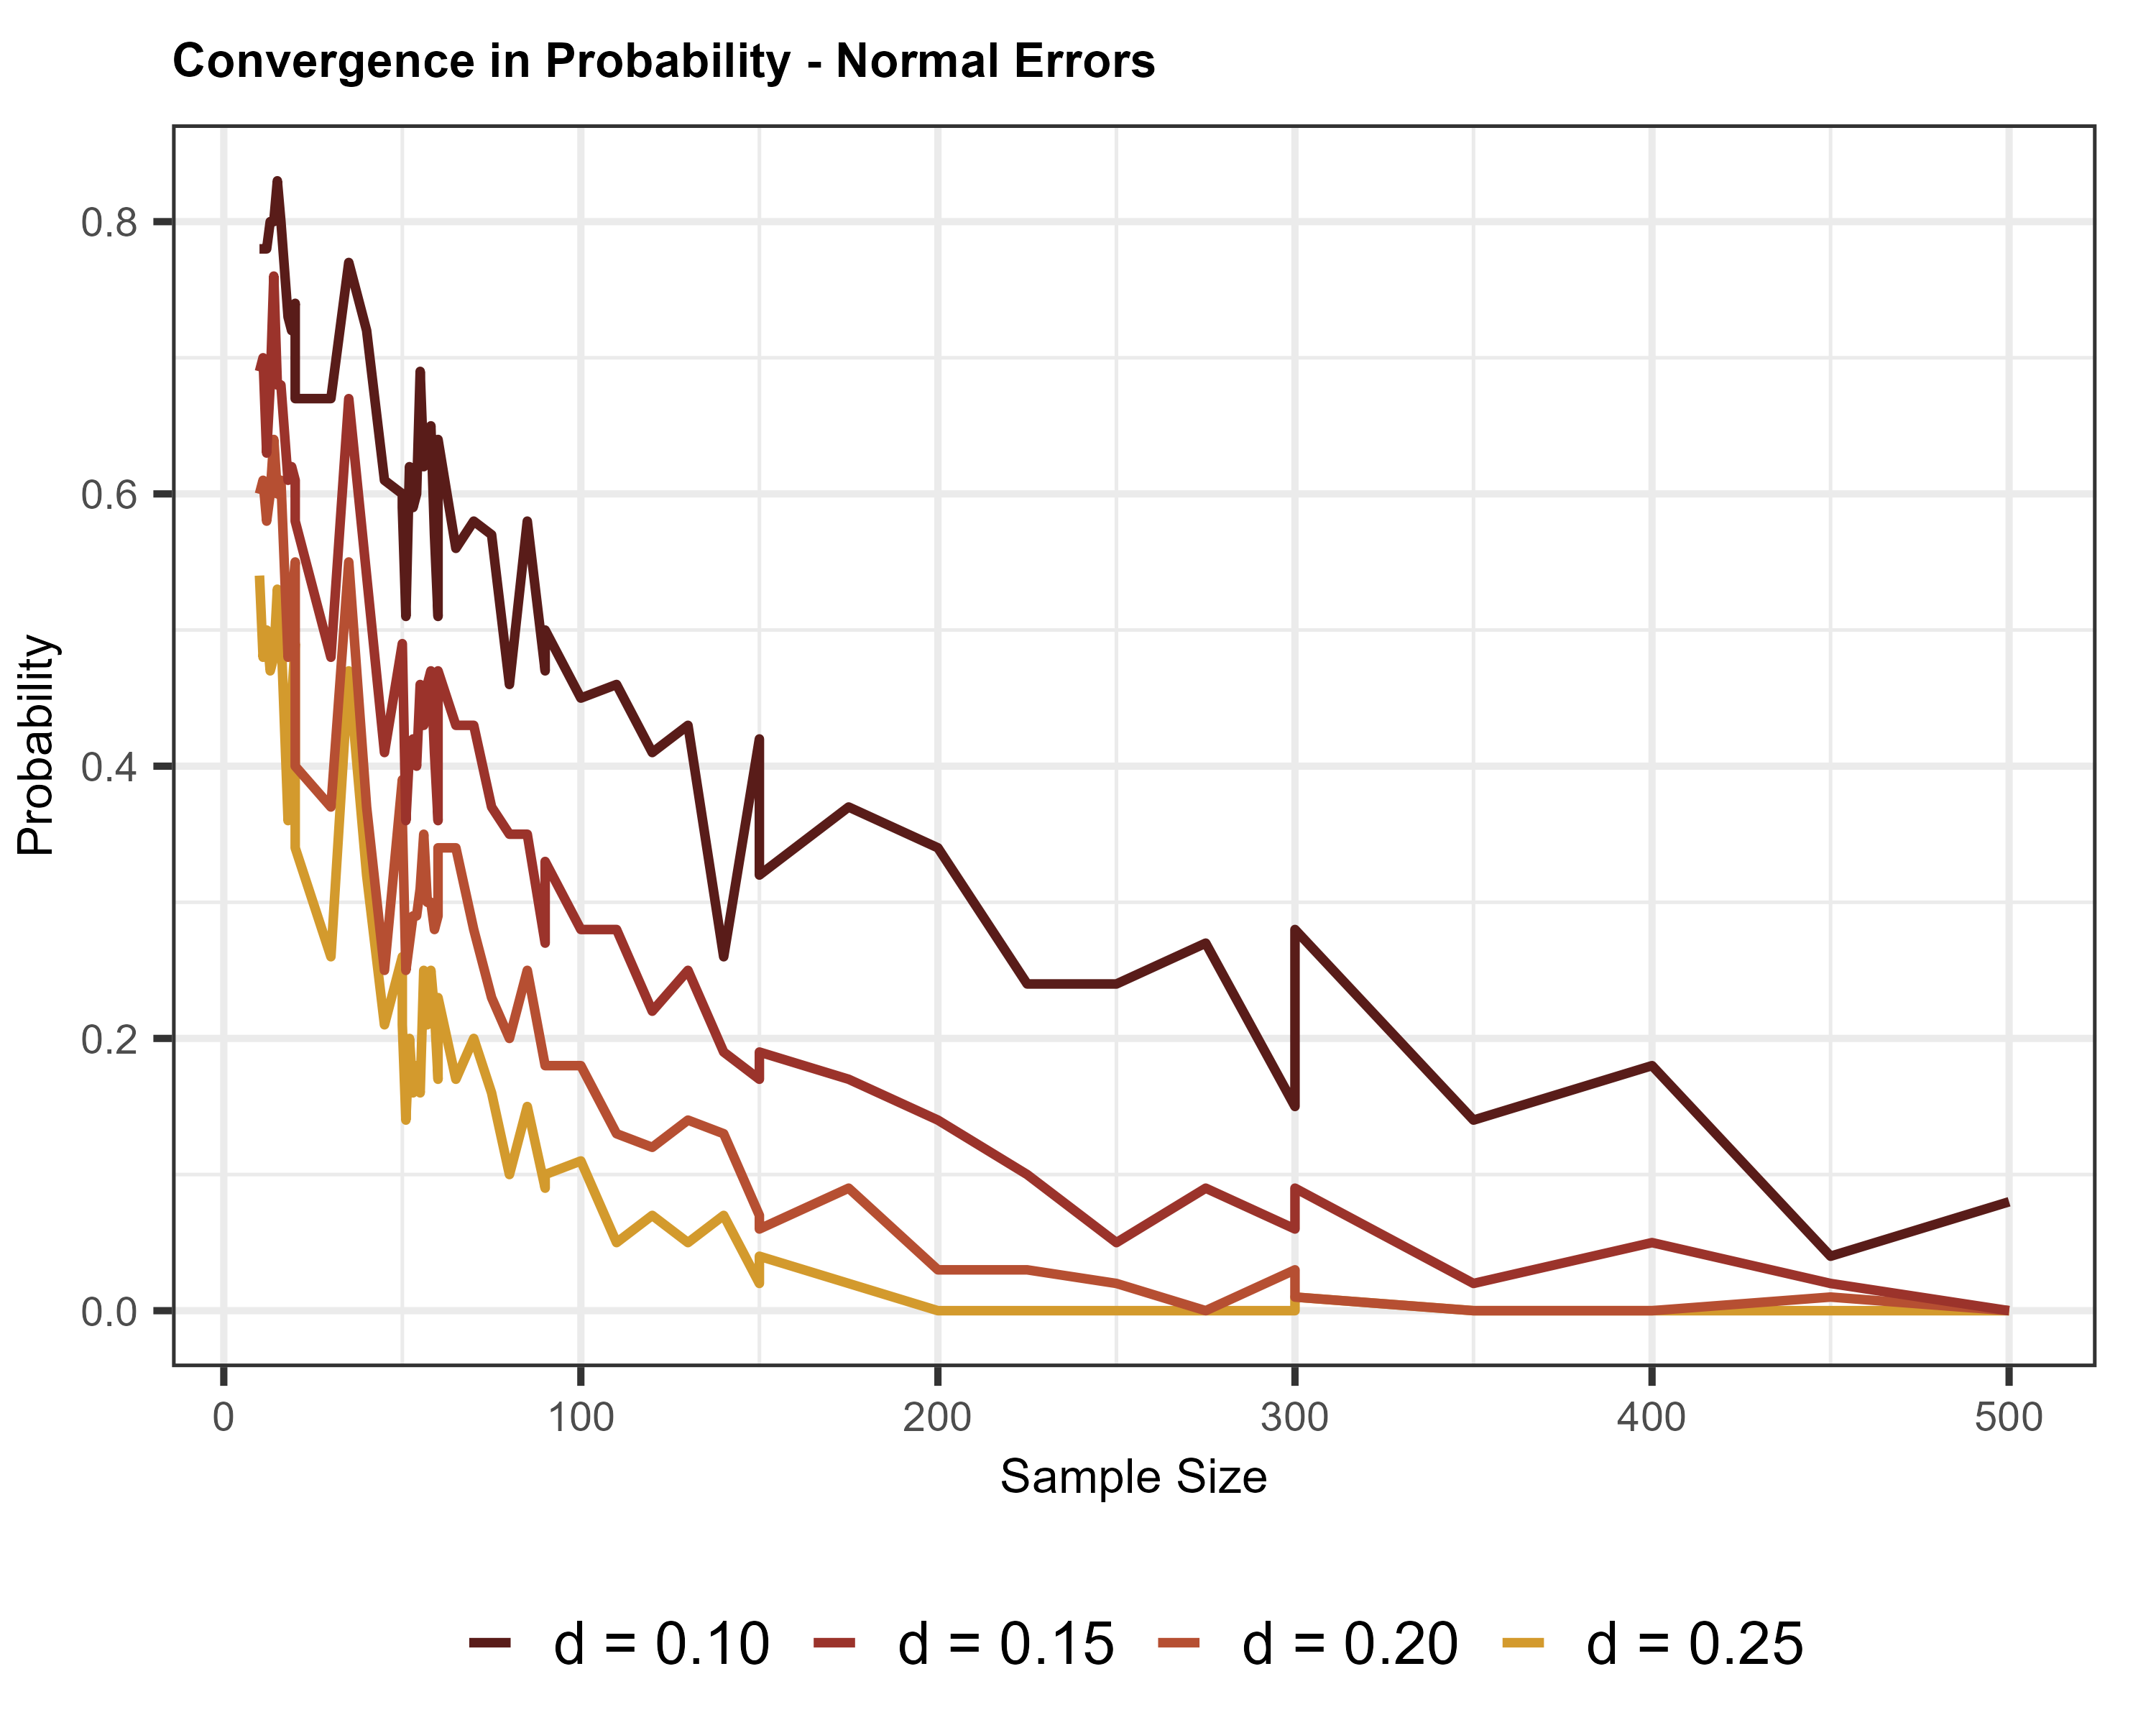 Convergence in Probability - Normal Errors
Probability
0.8
0.6
0.4
0.2
0.0
0 100 200 300 400 500
Sample Size
d = 0.10 d = 0.15 d = 0.20 d = 0.25